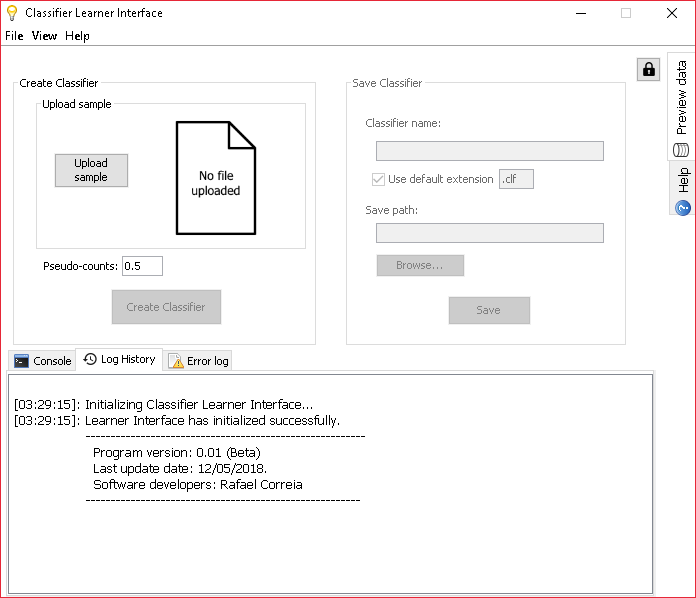 Classifier Learner Interface
File View Help
Create Classifier
Upload sample
Upload
sample
No file
uploaded
Pseudo-counts: 0.5
Create Classifier
Save Classifier
Classifier name:
Use default extension .clf
Save path:
Browse...
Save
Preview data
Help
Console Log History Error log
[03:29:15]: Initializing Classifier Learner Interface...
[03:29:15]: Learner Interface has initialized successfully.
--------------------------------------------------------
Program version: 0.01 (Beta)
Last update date: 12/05/2018.
Software developers: Rafael Correia
-------------------------------------------------------